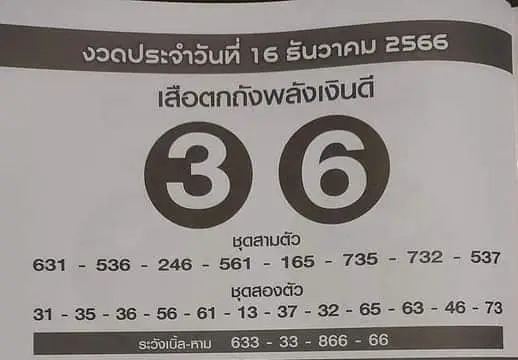 งวดประจำวันที่ 16 ธันวาคม 2566
เสือตกถังพลังเงินดี
3 6
ชุดสามตัว
631 - 536 - 246 - 561 - 165 - 735 - 732 - 537
ชุดสองตัว
31 - 35 - 36 - 56 - 61 - 13 - 37 - 32 - 65 - 63 - 46 - 73
ระวังเบิ้ล-หาม 633 - 33 - 866 - 66